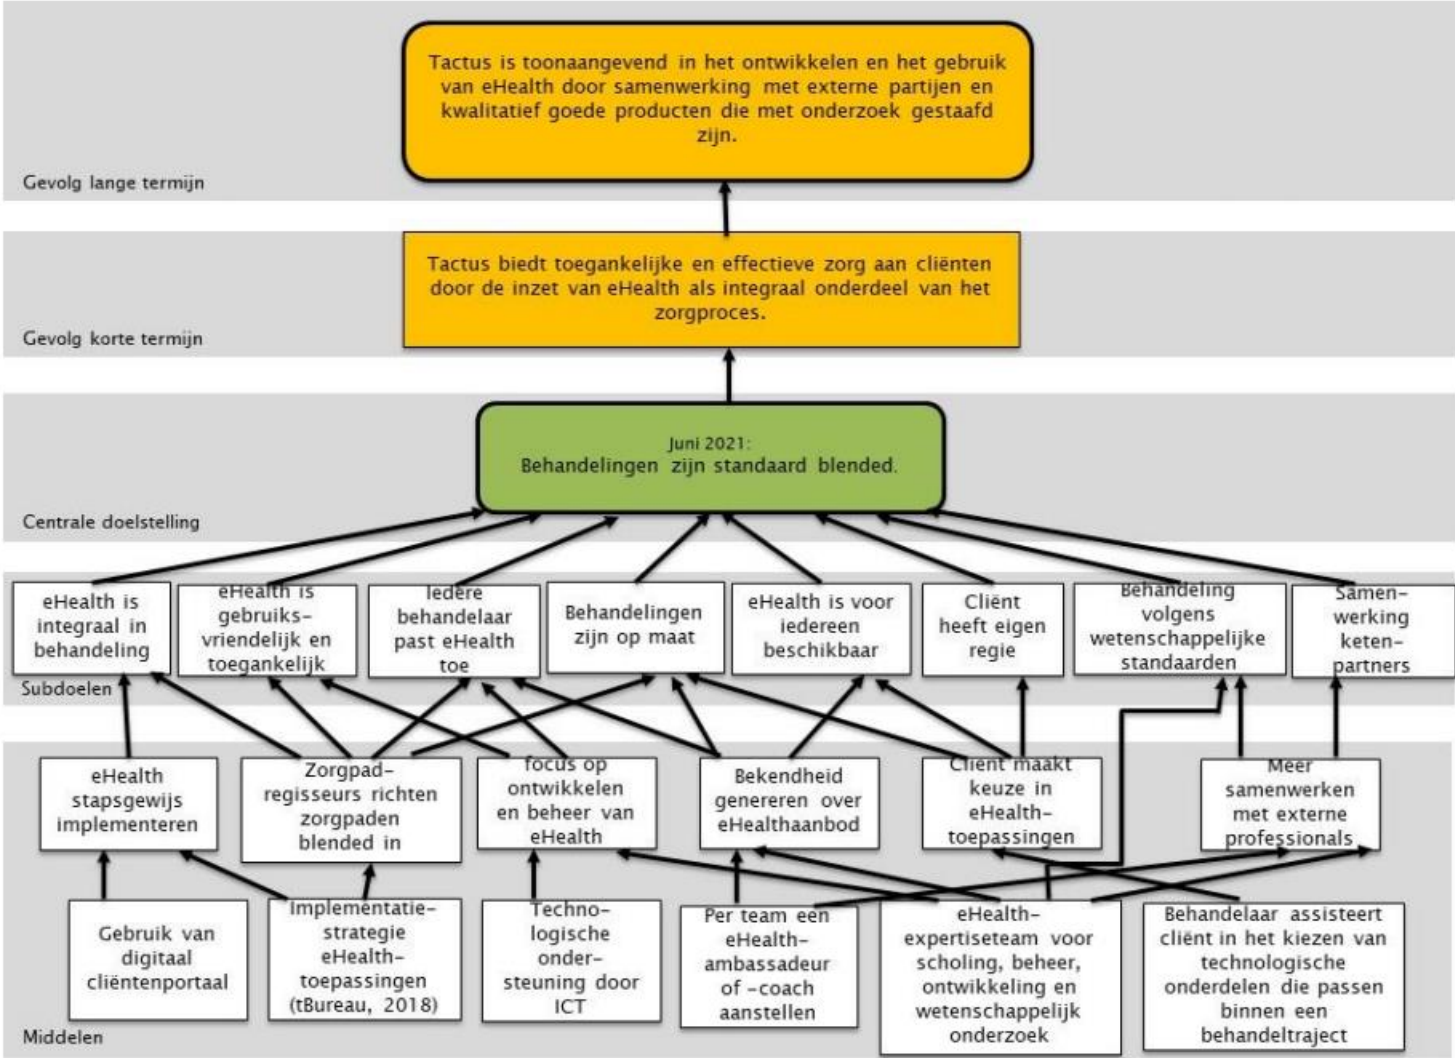 Tactus is toonaangevend in het ontwikkelen en het gebruik
van eHealth door samenwerking met externe partijen en
kwalitatief goede producten die met onderzoek gestaafd
zijn.
Gevolg lange termijn
Tactus biedt toegankelijke en effectieve zorg aan cliënten
door de inzet van eHealth als integraal onderdeel van het
zorgproces.
Gevolg korte termijn
Juni 2021:
Behandelingen zijn standaard blended.
Centrale doelstelling
eHealth is
integraal in
behandeling
eHealth is
gebruiks-
vriendelijk en
toegankelijk
Iedere
behandelaar
past eHealth
toe
Behandelingen
zijn op maat
eHealth is voor
iedereen
beschikbaar
Cliënt
heeft eigen
regie
Behandeling
volgens
wetenschappelijke
standaarden
Samen-
werking
keten-
partners
Subdoelen
eHealth
stapsgewijs
implementeren
Zorgpad-
regisseurs richten
zorgpaden
blended in
focus op
ontwikkelen
en beheer van
eHealth
Bekendheid
genereren over
eHealthaanbod
Cliënt maakt
keuze in
eHealth-
toepassingen
Meer
samenwerken
met externe
professionals
Gebruik van
digitaal
cliëntenportaal
Implementatie-
strategie
eHealth-
toepassingen
(tBureau, 2018)
Techno-
logische
onder-
steuning door
ICT
Per team een
eHealth-
ambassadeur
of -coach
aanstellen
eHealth-
expertiseteam voor
scholing, beheer,
ontwikkeling en
wetenschappelijk
onderzoek
Behandelaar assisteert
cliënt in het kiezen van
technologische
onderdelen die passen
binnen een
behandeltraject
Middelen